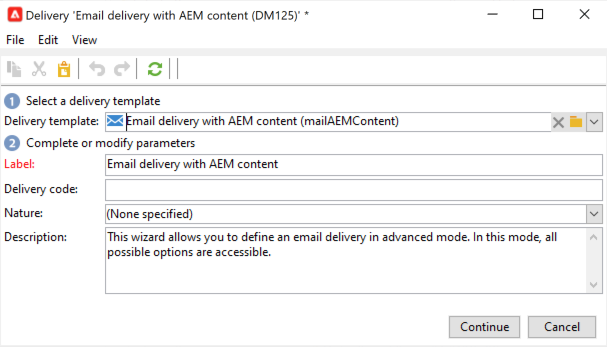 Delivery 'Email delivery with AEM content (DM125)' *
File Edit View
1 Select a delivery template
Delivery template: Email delivery with AEM content (mailAEMContent)
2 Complete or modify parameters
Label: Email delivery with AEM content
Delivery code:
Nature: (None specified)
Description: This wizard allows you to define an email delivery in advanced mode. In this mode, all
possible options are accessible.
Continue Cancel